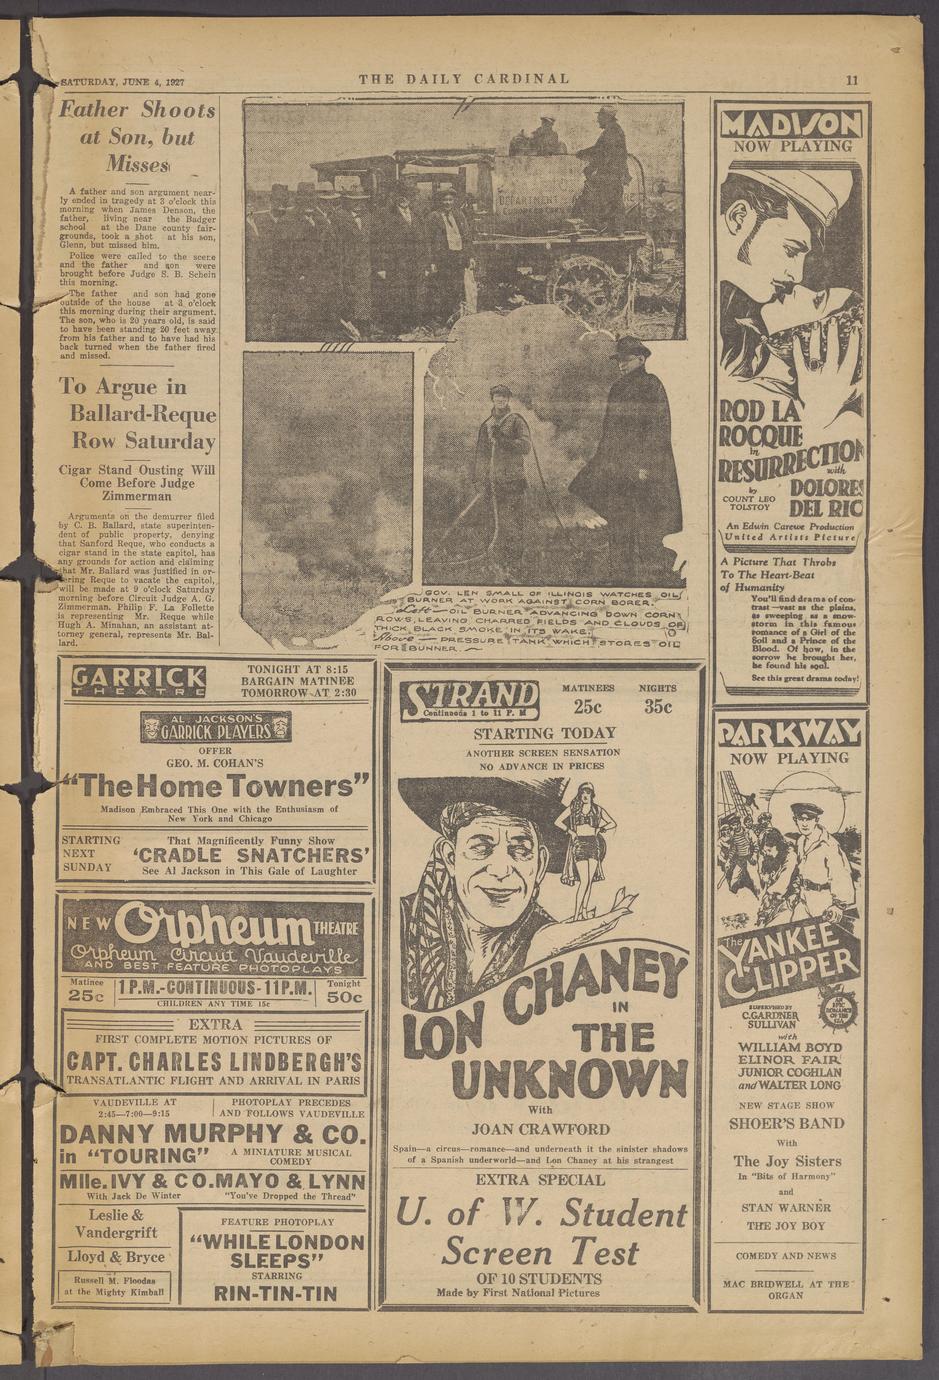 SATURDAY, JUNE 4, 1927
THE DAILY CARDINAL
11
Father Shoots
at Son, but
Misses
A father and son argument near-
ly ended in tragedy at 3 o'clock this
morning when James Denson, the
father, living near the Badger
school at the Dane county fair-
grounds, took a shot at his son,
Glenn, but missed him.
Police were called to the scene
and the father and son were
brought before Judge S. B. Schein
this morning.
The father and son had gone
outside of the house at 3 o'clock
this morning during their argument.
The son, who is 20 years old, is said
to have been standing 20 feet away
from his father and to have had his
back turned when the father fired
and missed.
To Argue in
Ballard-Reque
Row Saturday
Cigar Stand Ousting Will
Come Before Judge
Zimmerman
Arguments on the demurrer filed
by C. B. Ballard, state superinten-
dent of public property, denying
that Sanford Reque, who conducts a
cigar stand in the state capitol, has
any grounds for action and claiming
that Mr. Ballard was justified in or-
dering Reque to vacate the capitol,
will be made at 9 o'clock Saturday
morning before Circuit Judge A. G.
Zimmerman. Philip F. La Follette
is representing Mr. Reque while
Hugh A. Minahan, an assistant at-
torney general, represents Mr. Bal-
lard.
DEPARTMENT
GOV. LEN SMALL OF ILLINOIS WATCHES OIL
BURNER AT WORK AGAINST CORN BORER.
Left—OIL BURNER ADVANCING DOWN CORN
ROWS, LEAVING CHARRED FIELDS AND CLOUDS OF
THICK BLACK SMOKE IN ITS WAKE.
Above—PRESSURE TANK WHICH STORES OIL
FOR BURNER.
MADISON
NOW PLAYING
ROD LA
ROCQUE
in
RESURRECTION
with
by
COUNT LEO
TOLSTOY
DOLORES
DEL RIO
An Edwin Carewe Production
United Artists Picture
A Picture That Throbs
To The Heart-Beat
of Humanity
You'll find drama of con-
trast—vast as the plains,
as sweeping as a snow-
storm in this famous
romance of a Girl of the
Soil and a Prince of the
Blood. Of how, in the
sorrow he brought her,
he found his soul.
See this great drama today!
GARRICK
THEATRE
TONIGHT AT 8:15
BARGAIN MATINEE
TOMORROW AT 2:30
AL JACKSON'S
GARRICK PLAYERS
OFFER
GEO. M. COHAN'S
"The Home Towners"
Madison Embraced This One with the Enthusiasm of
New York and Chicago
STARTING
NEXT
SUNDAY
That Magnificently Funny Show
'CRADLE SNATCHERS'
See Al Jackson in This Gale of Laughter
NEW Orpheum THEATRE
Orpheum Circuit Vaudeville
AND BEST FEATURE PHOTOPLAYS
Matinee
25c
1 P.M.-CONTINUOUS-11P.M.
CHILDREN ANY TIME 15c
Tonight
50c
EXTRA
FIRST COMPLETE MOTION PICTURES OF
CAPT. CHARLES LINDBERGH'S
TRANSATLANTIC FLIGHT AND ARRIVAL IN PARIS
VAUDEVILLE AT
2:45—7:00—9:15
PHOTOPLAY PRECEDES
AND FOLLOWS VAUDEVILLE
DANNY MURPHY & CO.
in "TOURING"
A MINIATURE MUSICAL
COMEDY
Mlle. IVY & CO.
With Jack De Winter
MAYO & LYNN
"You've Dropped the Thread"
Leslie &
Vandergrift
Lloyd & Bryce
Russell M. Floodas
at the Mighty Kimball
FEATURE PHOTOPLAY
"WHILE LONDON
SLEEPS"
STARRING
RIN-TIN-TIN
STRAND
Continuous 1 to 11 P. M
MATINEES
25c
NIGHTS
35c
STARTING TODAY
ANOTHER SCREEN SENSATION
NO ADVANCE IN PRICES
LON CHANEY
IN
THE
UNKNOWN
With
JOAN CRAWFORD
Spain—a circus—romance—and underneath it the sinister shadows
of a Spanish underworld—and Lon Chaney at his strangest
EXTRA SPECIAL
U. of W. Student
Screen Test
OF 10 STUDENTS
Made by First National Pictures
PARKWAY
NOW PLAYING
The
YANKEE
CLIPPER
SUPERVISED BY
C. GARDNER
SULLIVAN
AN
EPIC
ROMANCE
OF THE
SEA
with
WILLIAM BOYD
ELINOR FAIR
JUNIOR COGHLAN
and WALTER LONG
NEW STAGE SHOW
SHOER'S BAND
With
The Joy Sisters
In "Bits of Harmony"
and
STAN WARNER
THE JOY BOY
COMEDY AND NEWS
MAC BRIDWELL AT THE
ORGAN